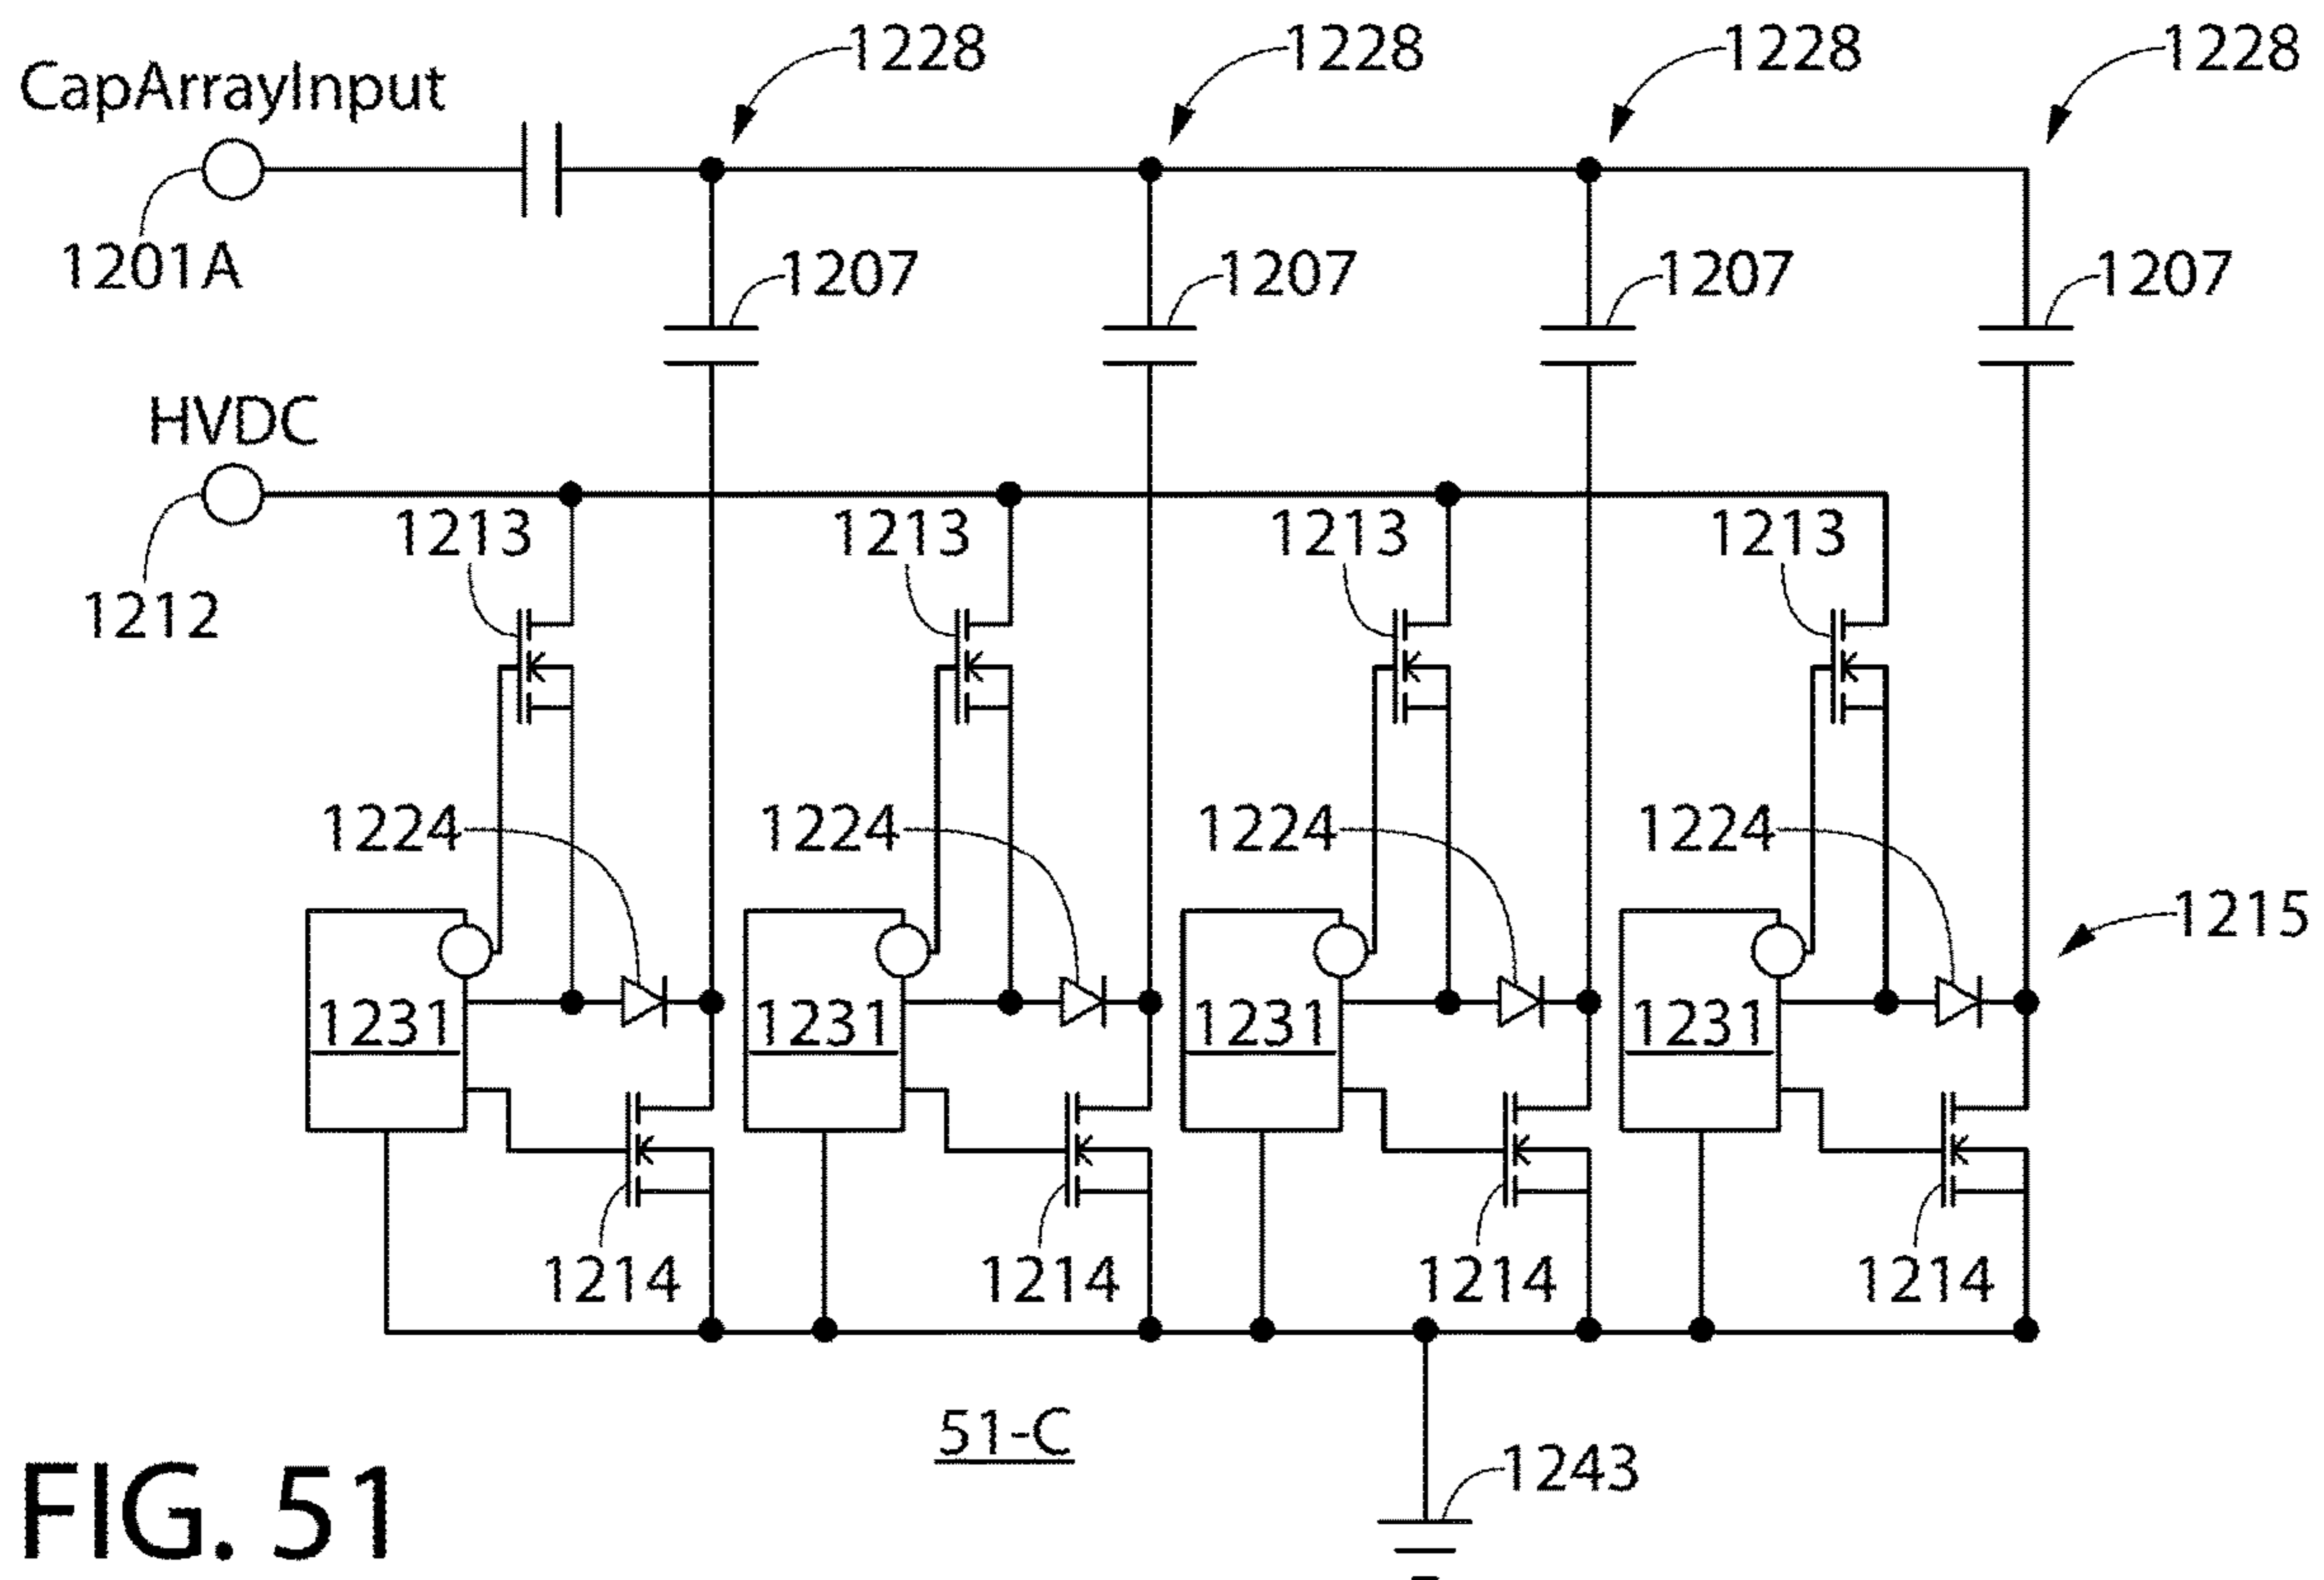 1228 1228 1228 1228
CapArrayInput
1201A
1207 1207 1207 1207
HVDC
1213 1213 1213 1213
1212
1224 1224 1224 1224
1215
1231 1231 1231 1231
1214 1214 1214 1214
51-C
1243
FIG. 51